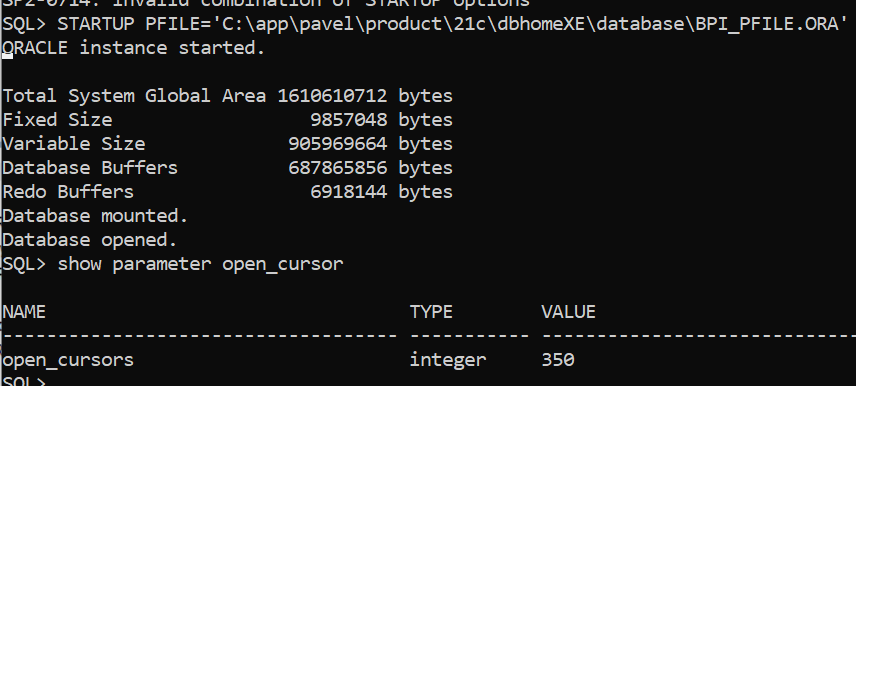 SP2-0714: invalid combination of STARTUP options
SQL> STARTUP PFILE='C:\app\pavel\product\21c\dbhomeXE\database\BPI_PFILE.ORA'
ORACLE instance started.

Total System Global Area 1610610712 bytes
Fixed Size                  9857048 bytes
Variable Size             905969664 bytes
Database Buffers          687865856 bytes
Redo Buffers                6918144 bytes
Database mounted.
Database opened.
SQL> show parameter open_cursor

NAME                                 TYPE        VALUE
------------------------------------ ----------- -----------------------------
open_cursors                         integer     350
SQL>